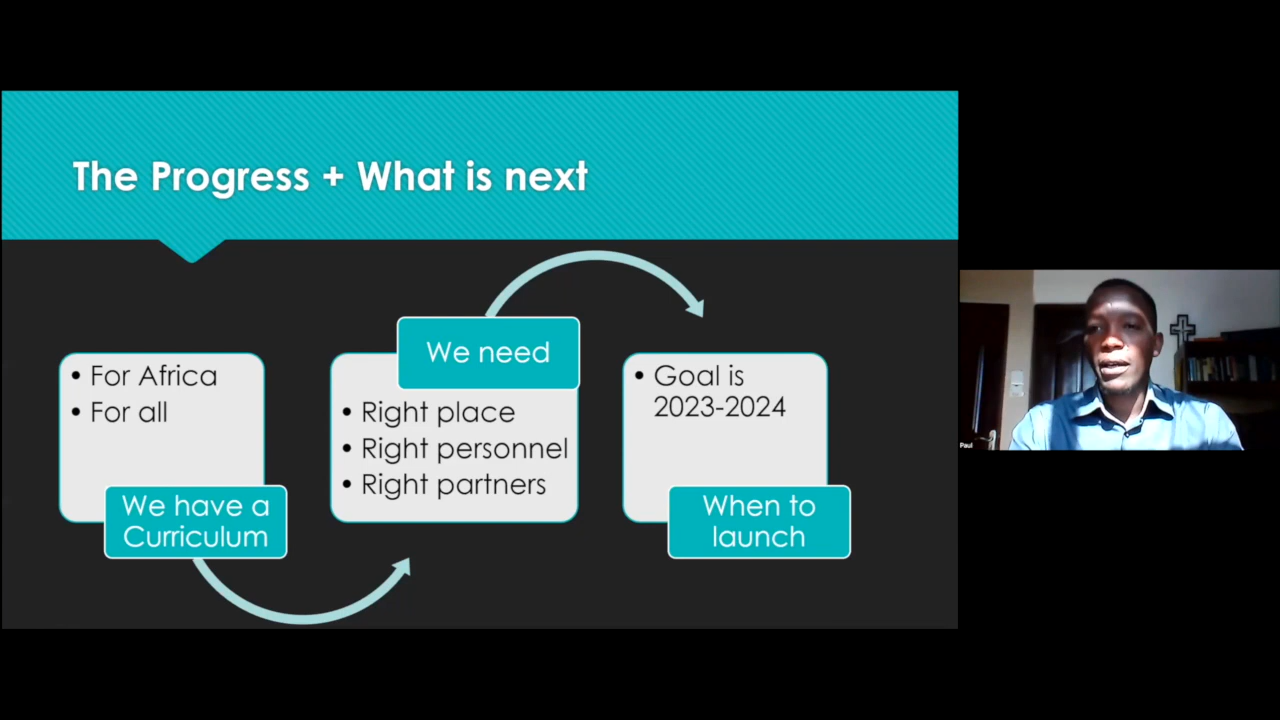 The Progress + What is next
• For Africa
• For all
We have a
Curriculum
We need
• Right place
• Right personnel
• Right partners
• Goal is
2023-2024
When to
launch
Paul